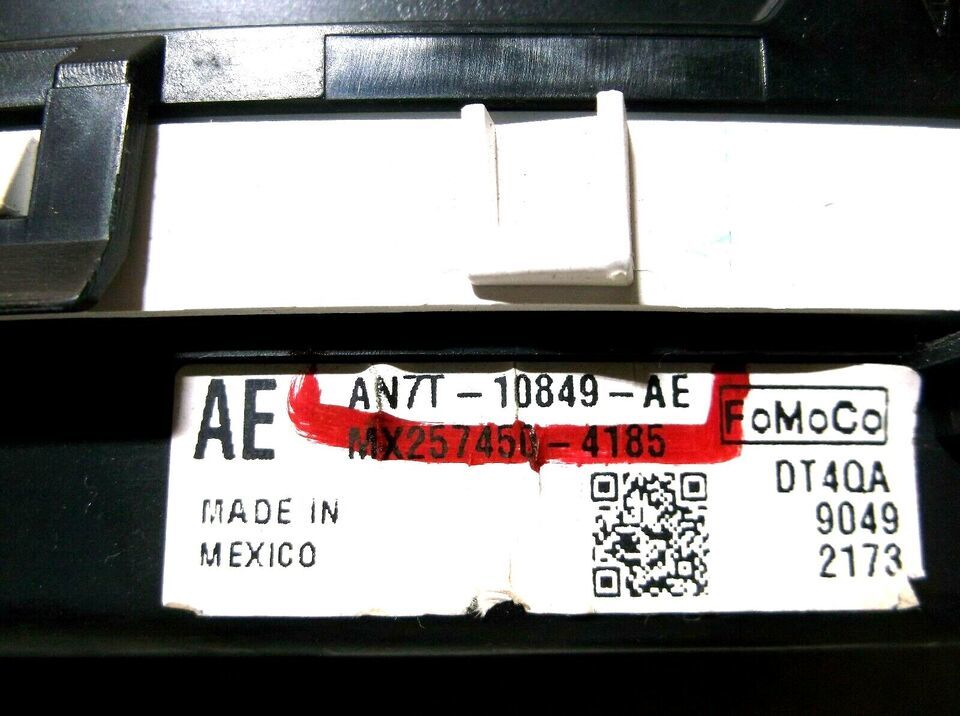 AE
AN7T-10849-AE
MX257450-4185
FoMoCo
MADE IN
MEXICO
DT4QA
9049
2173